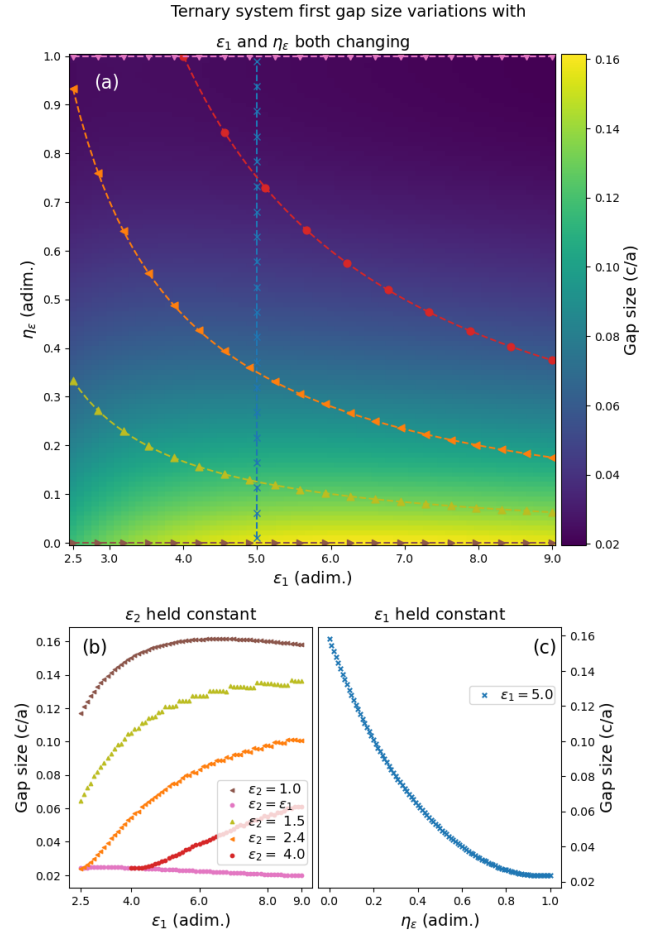 Ternary system first gap size variations with
ε₁ and ηε both changing
(a)
1.0
0.9
0.8
0.7
0.6
0.5
0.4
0.3
0.2
0.1
0.0
ηε (adim.)
2.5 3.0 4.0 5.0 6.0 7.0 8.0 9.0
ε₁ (adim.)
0.16
0.14
0.12
0.10
0.08
0.06
0.04
0.02
Gap size (c/a)
ε₂ held constant
(b)
0.16
0.14
0.12
0.10
0.08
0.06
0.04
0.02
Gap size (c/a)
ε₂ = 1.0
ε₂ = ε₁
ε₂ = 1.5
ε₂ = 2.4
ε₂ = 4.0
2.5 4.0 6.0 8.0 9.0
ε₁ (adim.)
ε₁ held constant
(c)
ε₁ = 5.0
0.16
0.14
0.12
0.10
0.08
0.06
0.04
0.02
Gap size (c/a)
0.0 0.2 0.4 0.6 0.8 1.0
ηε (adim.)